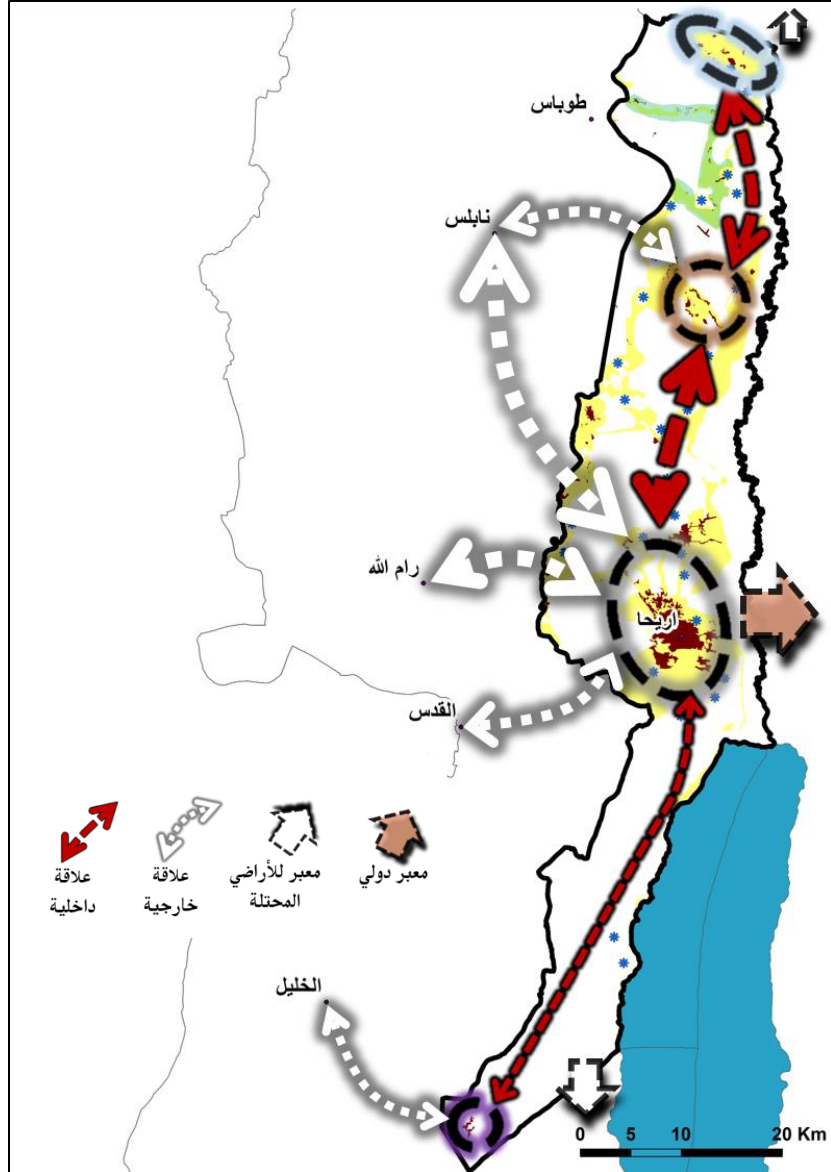 طوباس
نابلس
رام الله
اريحا
القدس
علاقة
داخلية
علاقة
خارجية
معبر للأراضي
المحتلة
معبر دولي
الخليل
0 5 10 20 Km